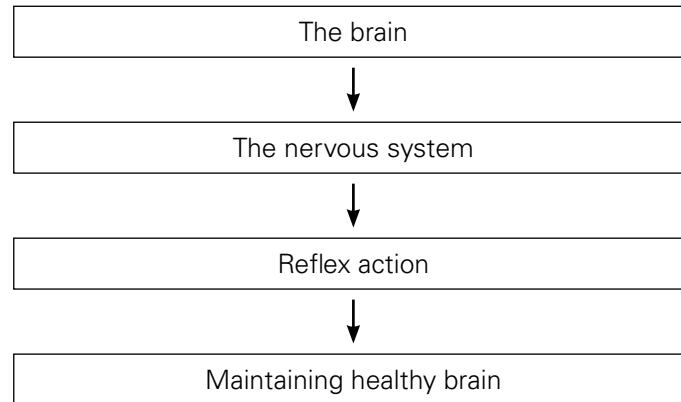 The brain
The nervous system
Reflex action
Maintaining healthy brain